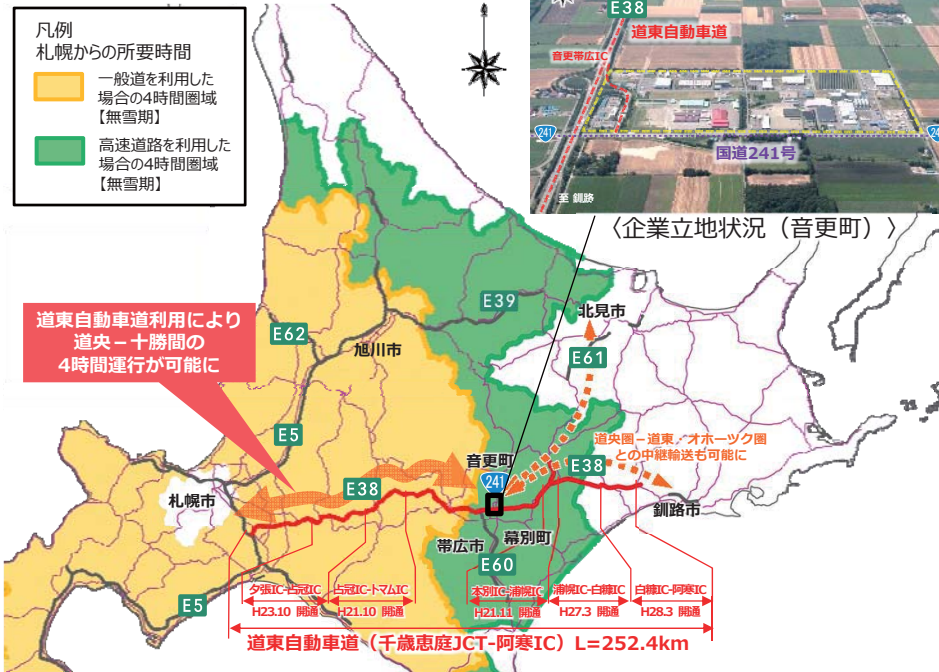 凡例
札幌からの所要時間
一般道を利用した
場合の4時間圏域
【無雪期】
高速道路を利用した
場合の4時間圏域
【無雪期】
E38
道東自動車道
音更帯広IC
241
国道241号
24
至 釧路
〈企業立地状況（音更町）〉
道東自動車道利用により
道央－十勝間の
4時間運行が可能に
E39
北見市
E62
旭川市
E61
E5
道央圏－道東／オホーツク圏
との中継輸送も可能に
音更町
241
E38
E38
札幌市
釧路市
帯広市
幕別町
E60
E5
夕張IC-占冠IC
占冠IC-トマムIC
本別IC-浦幌IC
浦幌IC-白糠IC
白糠IC-阿寒IC
H23.10 開通
H21.10 開通
H21.11 開通
H27.3 開通
H28.3 開通
道東自動車道（千歳恵庭JCT-阿寒IC）L=252.4km